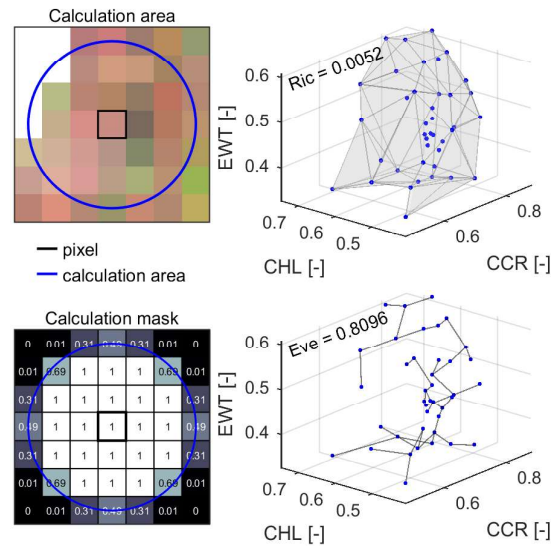 Calculation area
Ric = 0.0052
0.6
0.5
0.4
EWT [-]
0.7
0.6
0.5
CHL [-]
0.6
0.8
CCR [-]
pixel
calculation area
Calculation mask
0 0.01 0.31 0.49 0.31 0.01 0
0.01 0.69 1 1 1 0.69 0.01
0.31 1 1 1 1 1 0.31
0.49 1 1 1 1 1 0.49
0.31 1 1 1 1 1 0.31
0.01 0.69 1 1 1 0.69 0.01
0 0.01 0.31 0.49 0.31 0.01 0
Eve = 0.8096
0.6
0.5
0.4
EWT [-]
0.7
0.6
0.5
CHL [-]
0.6
0.8
CCR [-]